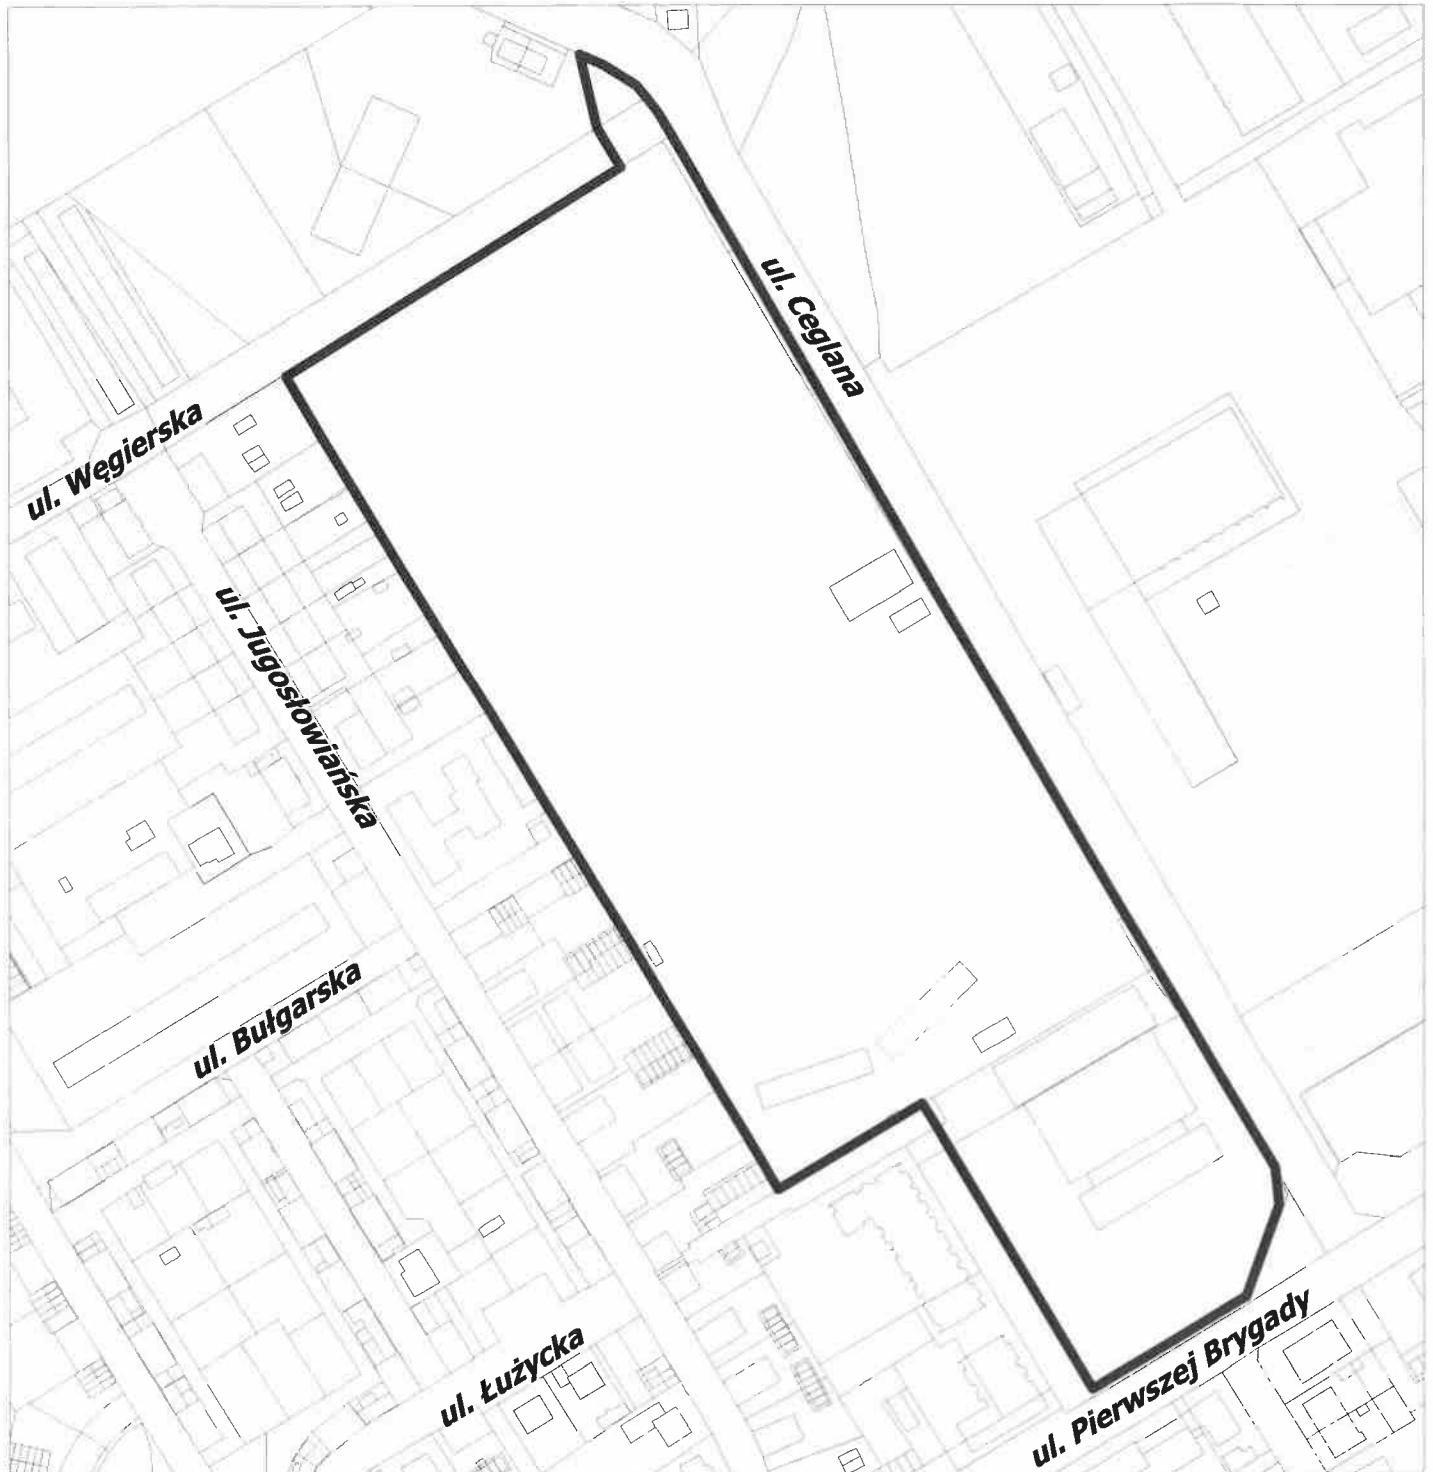 ul. Ceglana
ul. Węgierska
ul. Jugosłowiańska
ul. Bułgarska
ul. Łużycka
ul. Pierwszej Brygady